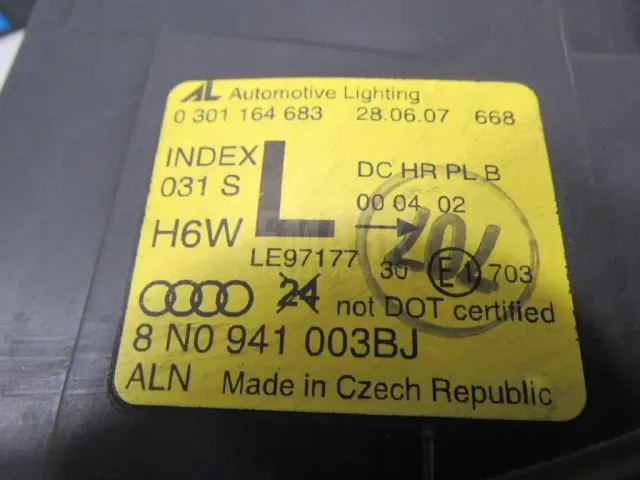 AL Automotive Lighting
0 301 164 683 28.06.07 668
INDEX L DC HR PL B
031 S 00 04 02
H6W
LE97177 30 E1 703
24 not DOT certified
8 N0 941 003BJ
ALN Made in Czech Republic